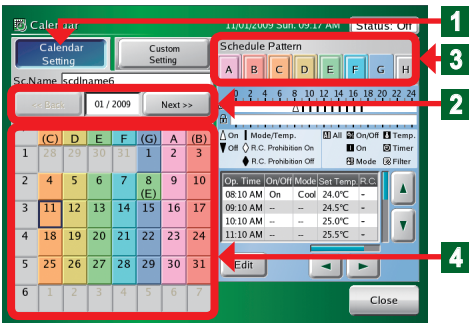 Calendar
11/01/2009 Sun. 09:17 AM Status: Off
1
Calendar Setting
Custom Setting
Schedule Pattern
A B C D E F G H
3
Sc.Name scdlname6
<< Back 01 / 2009 Next >>
2
0 2 4 6 8 10 12 14 16 18 20 22 24
On Mode/Temp. All On/Off Temp.
Off R.C. Prohibition On On Timer
R.C. Prohibition Off Mode Filter
(C) D E F (G) A (B)
1 28 29 30 31 1 2 3
2 4 5 6 7 8 (E) 9 10
3 11 12 13 14 15 16 17
4 18 19 20 21 22 23 24
5 25 26 27 28 29 30 31
6 1 2 3 4 5 6 7
Op. Time On/Off Mode Set Temp. R.C.
08:10 AM On Cool 24.0°C -
09:10 AM -- -- 24.5°C -
10:10 AM -- -- 25.0°C -
11:10 AM -- -- 25.5°C -
4
Edit
Close